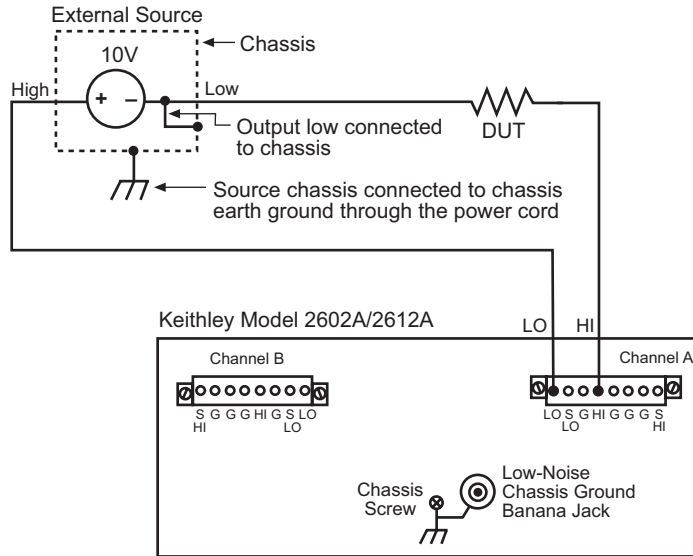 External Source
Chassis
10V
High
+ −
Low
Output low connected
to chassis
DUT
Source chassis connected to chassis
earth ground through the power cord
Keithley Model 2602A/2612A
LO HI
Channel B
Channel A
S G G G HI G S LO
HI LO
LO S G HI G G G S
LO HI
Low-Noise
Chassis Ground
Banana Jack
Chassis
Screw